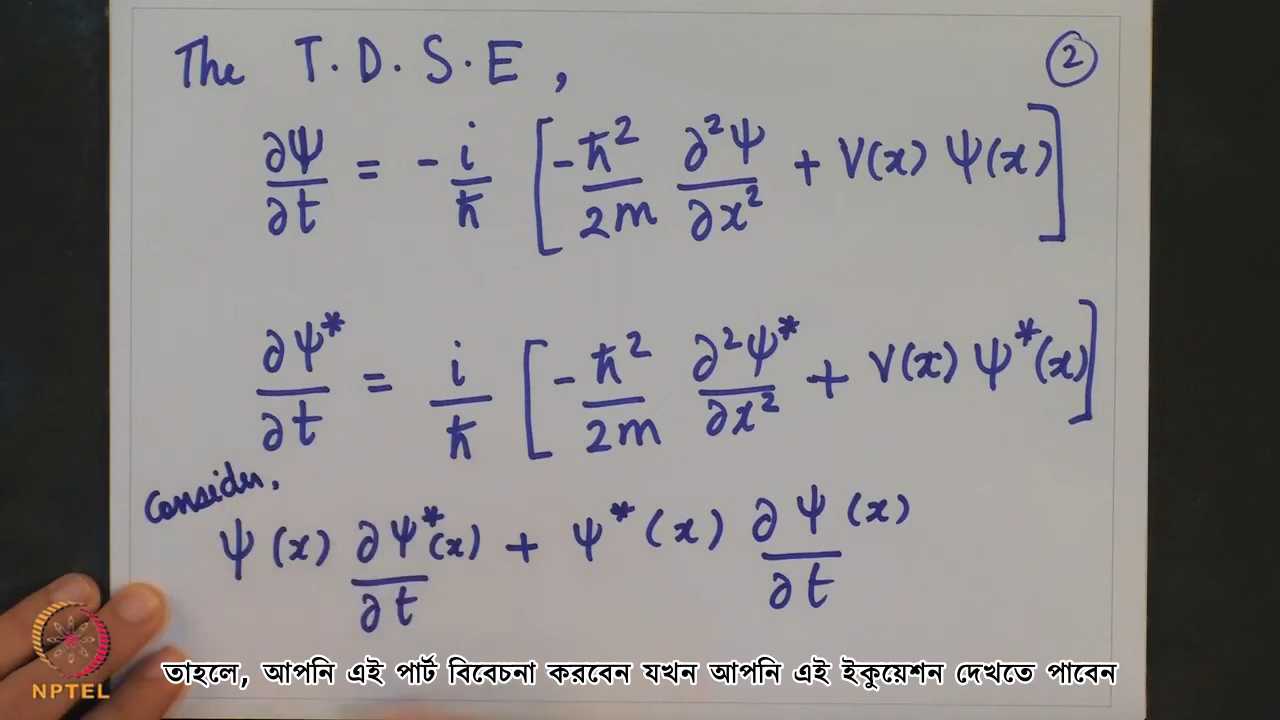 The T.D.S.E, ②
∂Ψ/∂t = -i/ħ [-ħ²/2m ∂²Ψ/∂x² + V(x) Ψ(x)]
∂Ψ*/∂t = i/ħ [-ħ²/2m ∂²Ψ*/∂x² + V(x) Ψ*(x)]
Consider,
Ψ(x) ∂Ψ*(x)/∂t + Ψ*(x) ∂Ψ(x)/∂t
NPTEL
তাহলে, আপনি এই পার্ট বিবেচনা করবেন যখন আপনি এই ইকুয়েশন দেখতে পাবেন